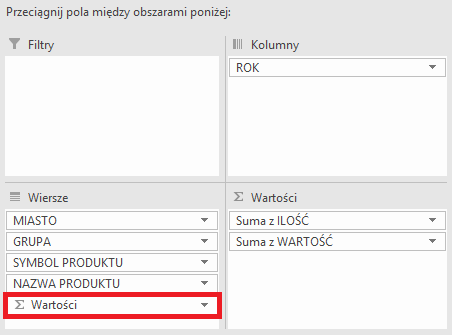 Przeciągnij pola między obszarami poniżej:
Filtry
Kolumny
ROK
Wiersze
MIASTO
GRUPA
SYMBOL PRODUKTU
NAZWA PRODUKTU
Σ Wartości
Σ Wartości
Suma z ILOŚĆ
Suma z WARTOŚĆ